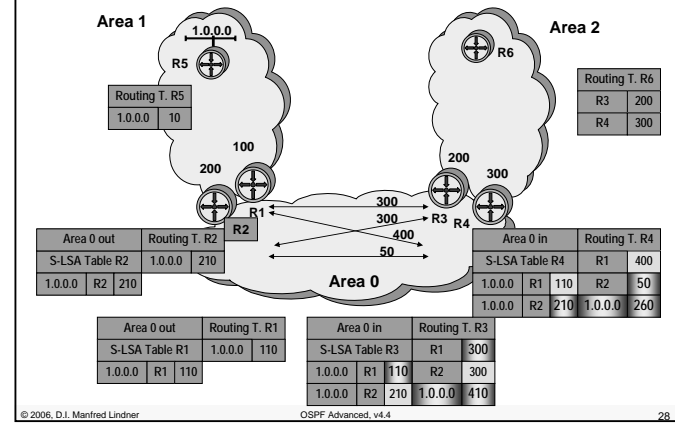 Area 1
Area 2
1.0.0.0
R5
R6
Routing T. R5
1.0.0.0 10
Routing T. R6
R3 200
R4 300
100
200
200
300
R1
R2
R3
R4
300
300
400
50
Area 0
Area 0 out Routing T. R2
S-LSA Table R2 1.0.0.0 210
1.0.0.0 R2 210
Area 0 in Routing T. R4
S-LSA Table R4 R1 400
1.0.0.0 R1 110 R2 50
1.0.0.0 R2 210 1.0.0.0 260
Area 0 out Routing T. R1
S-LSA Table R1 1.0.0.0 110
1.0.0.0 R1 110
Area 0 in Routing T. R3
S-LSA Table R3 R1 300
1.0.0.0 R1 110 R2 300
1.0.0.0 R2 210 1.0.0.0 410
© 2006, D.I. Manfred Lindner OSPF Advanced, v4.4 28